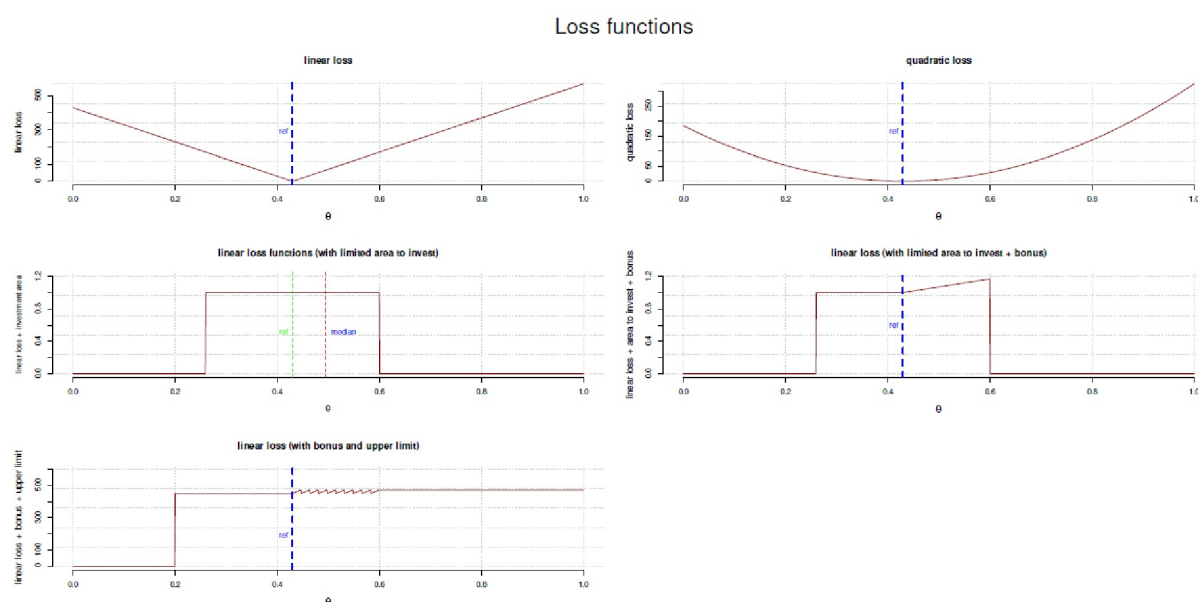 Loss functions
linear loss
linear loss
500
300
100
0
ref
0.0 0.2 0.4 0.6 0.8 1.0
θ
quadratic loss
quadratic loss
250
150
50
0
ref
0.0 0.2 0.4 0.6 0.8 1.0
θ
linear loss functions (with limited area to invest)
linear loss + investment area
1.2
0.8
0.4
0.0
ref
median
0.0 0.2 0.4 0.6 0.8 1.0
θ
linear loss (with limited area to invest + bonus)
linear loss + area to invest + bonus
1.2
0.8
0.4
0.0
ref
0.0 0.2 0.4 0.6 0.8 1.0
θ
linear loss (with bonus and upper limit)
linear loss + bonus + upper limit
500
300
100
0
ref
0.0 0.2 0.4 0.6 0.8 1.0
θ